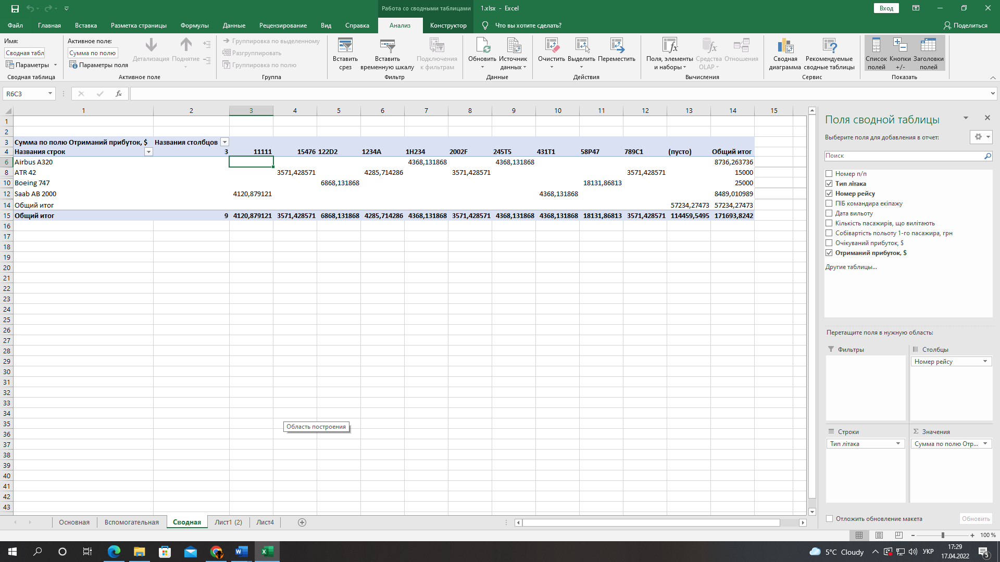 Работа со сводными таблицами
1.xlsx - Excel
Вход
Файл Главная Вставка Разметка страницы Формулы Данные Рецензирование Вид Справка Анализ Конструктор Что вы хотите сделать? Поделиться
Имя:
Сводная табл
Параметры
Сводная таблица
Активное поле:
Сумма по полю
Параметры поля
Детализация
Поднятие
Активное поле
Группировка по выделенному
Разгруппировать
Группировка по полю
Группа
Вставить срез
Вставить временную шкалу
Подключения к фильтрам
Фильтр
Обновить
Источник данных
Данные
Очистить
Выделить
Переместить
Действия
Поля, элементы и наборы
Средства OLAP
Отношения
Вычисления
Сводная диаграмма
Рекомендуемые сводные таблицы
Сервис
Список полей
Кнопки +/-
Заголовки полей
Показать
R6C3
fx
1 2 3 4 5 6 7 8 9 10 11 12 13 14 15
1
2
3 Сумма по полю Отриманий прибуток, $ Названия столбцов
4 Названия строк 3 11111 15476 122D2 1234A 1H234 2002F 245T5 431T1 58P47 789C1 (пусто) Общий итог
6 Airbus A320 4368,131868 4368,131868 8736,263736
8 ATR 42 3571,428571 4285,714286 3571,428571 3571,428571 15000
10 Boeing 747 6868,131868 18131,86813 25000
12 Saab AB 2000 4120,879121 4368,131868 8489,010989
14 Общий итог 57234,27473 57234,27473
15 Общий итог 9 4120,879121 3571,428571 6868,131868 4285,714286 4368,131868 3571,428571 4368,131868 4368,131868 18131,86813 3571,428571 114459,5495 171693,8242
16
17
18
19
20
21
22
23
24
25
26
27
28
29
30
31
32
33
34
35
36
37
38
39
40
41
42
43
Область построения
Поля сводной таблицы
Выберите поля для добавления в отчет:
Поиск
Номер п/п
Тип літака
Номер рейсу
ПІБ командира екіпажу
Дата вильоту
Кількість пасажирів, що вилітають
Собівартість польоту 1-го пасажира, грн
Очікуваний прибуток, $
Отриманий прибуток, $
Другие таблицы...
Перетащите поля в нужную область:
Фильтры
Столбцы
Номер рейсу
Строки
Тип літака
Σ Значения
Сумма по полю Отр...
Отложить обновление макета
Обновить
Основная Вспомогательная Сводная Лист1 (2) Лист4
100 %
5°C Cloudy
УКР
17:29
17.04.2022
5